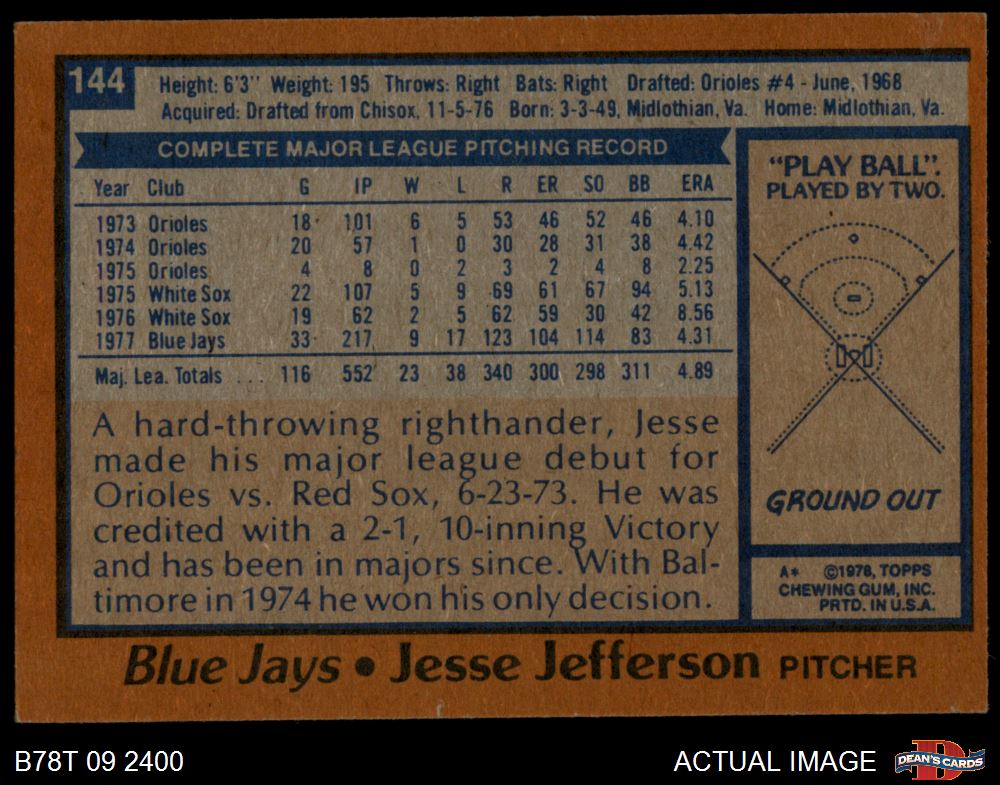 144
Height: 6'3" Weight: 195 Throws: Right Bats: Right Drafted: Orioles #4 - June, 1968
Acquired: Drafted from Chisox, 11-5-76 Born: 3-3-49, Midlothian, Va. Home: Midlothian, Va.
COMPLETE MAJOR LEAGUE PITCHING RECORD
Year Club G IP W L R ER SO BB ERA
1973 Orioles 18 101 6 5 53 46 52 46 4.10
1974 Orioles 20 57 1 0 30 28 31 38 4.42
1975 Orioles 4 8 0 2 3 2 4 8 2.25
1975 White Sox 22 107 5 9 69 61 67 94 5.13
1976 White Sox 19 62 2 5 62 59 30 42 8.56
1977 Blue Jays 33 217 9 17 123 104 114 83 4.31
Maj. Lea. Totals ... 116 552 23 38 340 300 298 311 4.89
A hard-throwing righthander, Jesse
made his major league debut for
Orioles vs. Red Sox, 6-23-73. He was
credited with a 2-1, 10-inning Victory
and has been in majors since. With Bal-
timore in 1974 he won his only decision.
"PLAY BALL".
PLAYED BY TWO.
GROUND OUT
A* ©1978, TOPPS
CHEWING GUM, INC.
PRTD. IN U.S.A.
Blue Jays • Jesse Jefferson PITCHER
B78T 09 2400
ACTUAL IMAGE
D
DEAN'S CARDS